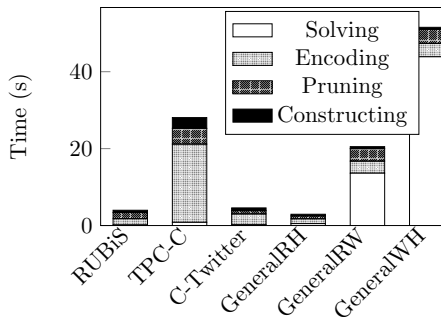 Time (s)
40
20
0
Solving
Encoding
Pruning
Constructing
RUBiS
TPC-C
C-Twitter
GeneralRH
GeneralRW
GeneralWH